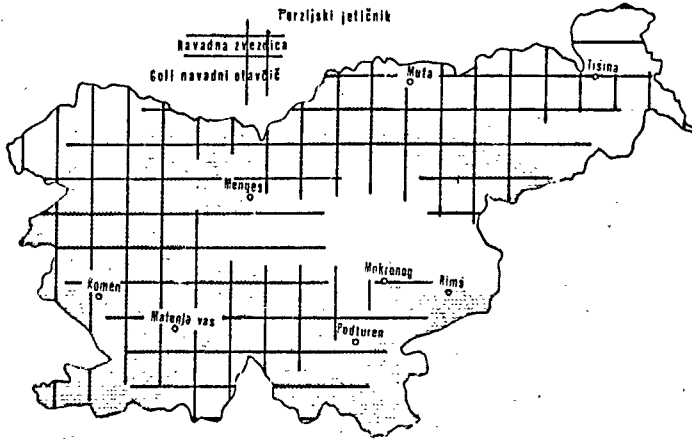 Perzijski jetičnik
Navadna zvezdica
Goli navadni otavčič
Muta
Tišina
Mengeš
Komen
Mokronog
Rimš
Matenja vas
Podturen